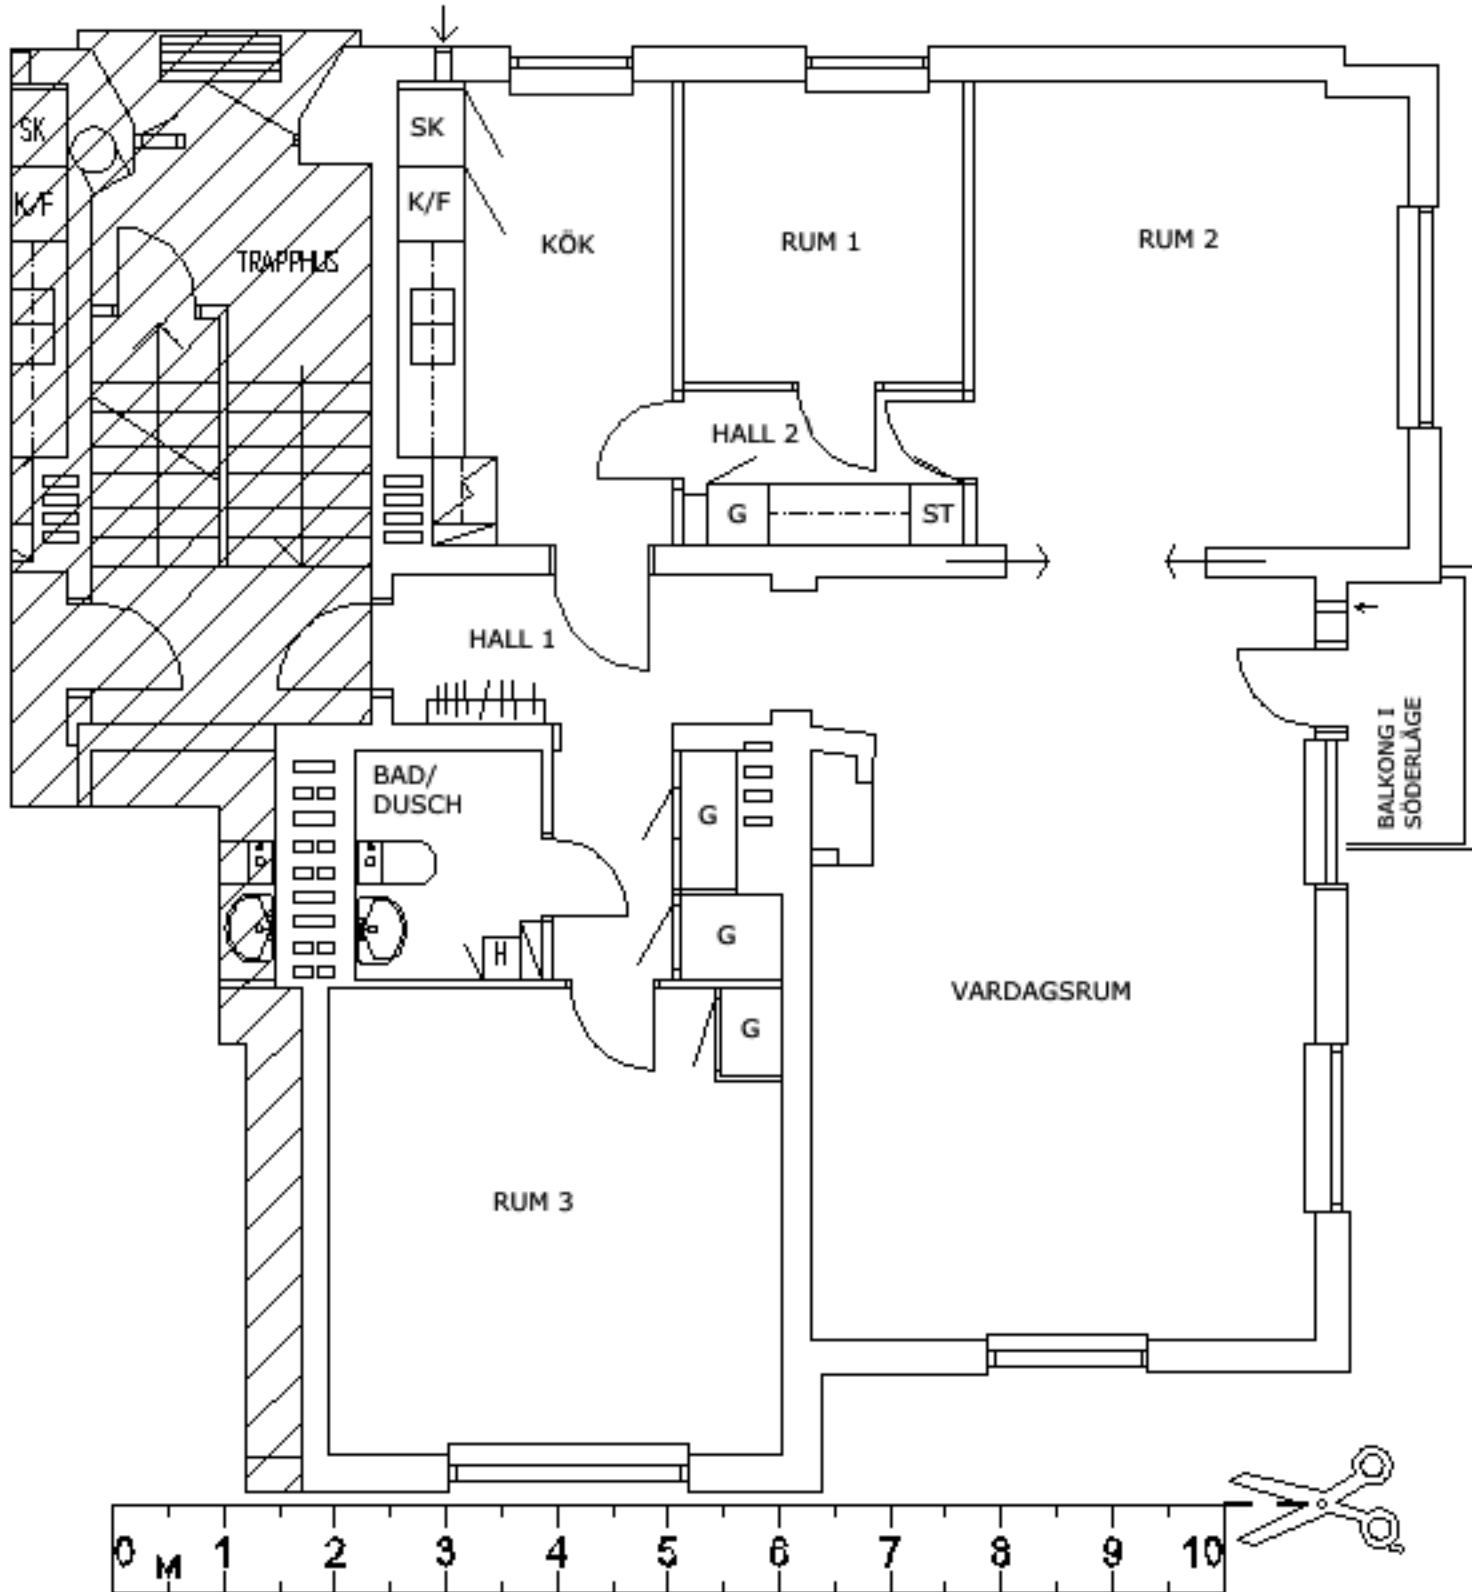 SK
K/F
TRAPPHUS
SK
K/F
KÖK
RUM 1
RUM 2
HALL 2
G
ST
HALL 1
BAD/
DUSCH
G
G
H
G
VARDAGSRUM
BALKONG I
SÖDERLÄGE
RUM 3
0 M 1 2 3 4 5 6 7 8 9 10